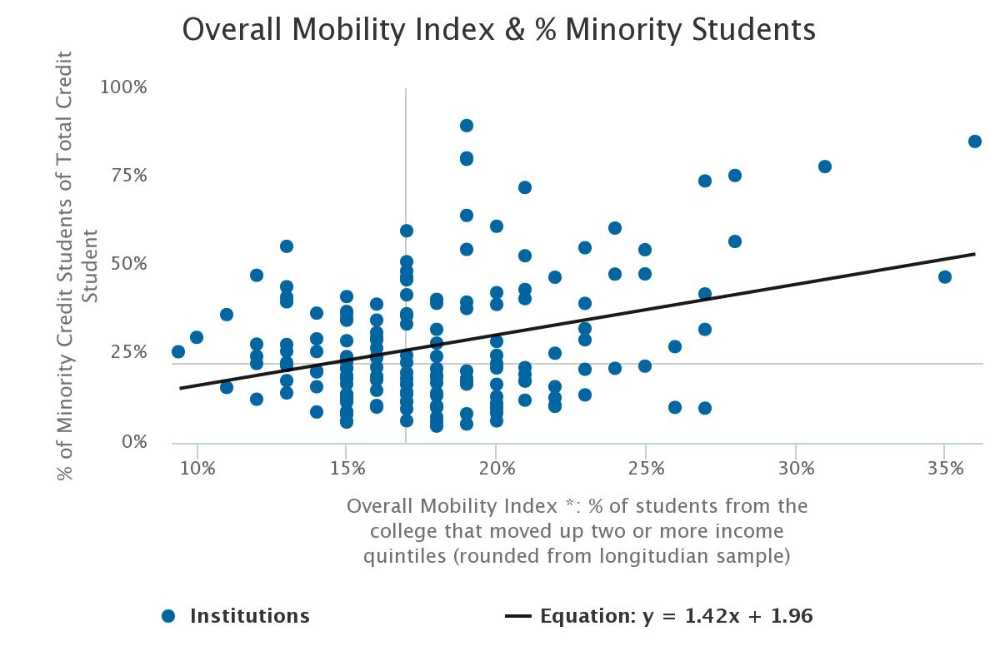 Overall Mobility Index & % Minority Students
% of Minority Credit Students of Total Credit
Student
100%
75%
50%
25%
0%
10%
15%
20%
25%
30%
35%
Overall Mobility Index *: % of students from the
college that moved up two or more income
quintiles (rounded from longitudian sample)
Institutions
Equation: y = 1.42x + 1.96